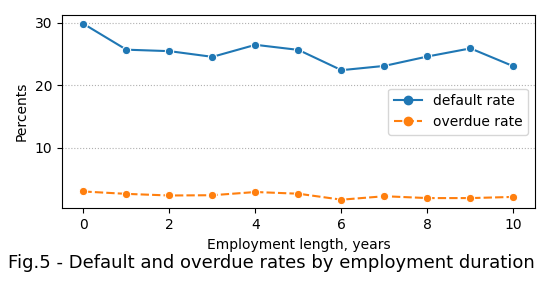 30
20
10
Percents
default rate
overdue rate
0 2 4 6 8 10
Employment length, years
Fig.5 - Default and overdue rates by employment duration